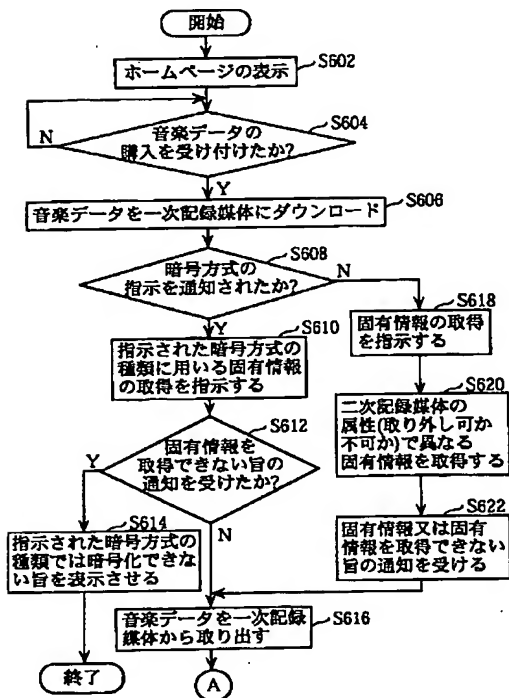 開始
ホームページの表示
S602
音楽データの
購入を受け付けたか?
S604
N
Y
音楽データを一次記録媒体にダウンロード
S606
暗号方式の
指示を通知されたか?
S608
N
Y
指示された暗号方式の
種類に用いる固有情報
の取得を指示する
S610
固有情報の取得
を指示する
S618
固有情報を
取得できない旨の
通知を受けたか?
S612
Y
N
二次記録媒体の
属性(取り外し可か
不可か)で異なる
固有情報を取得する
S620
指示された暗号方式の
種類では暗号化できな
い旨を表示させる
S614
固有情報又は固有
情報を取得できない
旨の通知を受ける
S622
音楽データを一次記録
媒体から取り出す
S616
終了
A